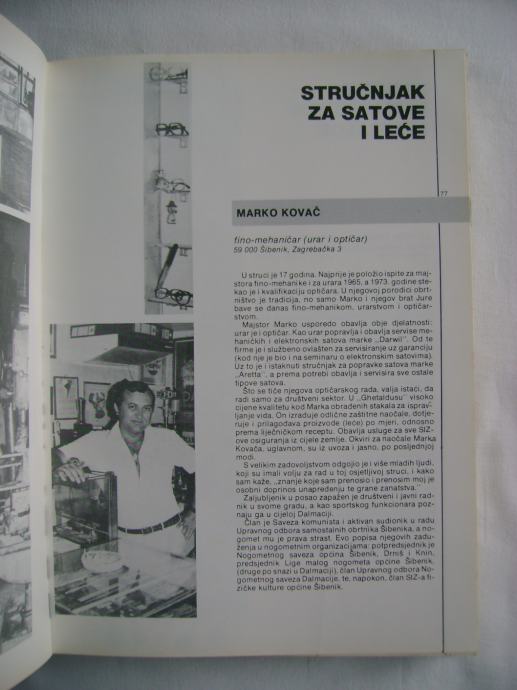 STRUČNJAK
ZA SATOVE
I LEĆE
77
MARKO KOVAČ
fino-mehaničar (urar i optičar)
59 000 Šibenik, Zagrebačka 3
U struci je 17 godina. Najprije je položio ispite za maj-
stora fino-mehanike i za urara 1965, a 1973. godine ste-
kao je i kvalifikaciju optičara. U njegovoj porodici obrt-
ništvo je tradicija, no samo Marko i njegov brat Jure
bave se danas fino-mehanikom, urarstvom i optičar-
stvom.
Majstor Marko usporedo obavlja obje djelatnosti:
urar je i optičar. Kao urar popravlja i obavlja servise me-
haničkih i elektronskih satova marke „Darwil". Od te
firme je i službeno ovlašten za servisiranje uz garanciju
(kod nje je bio i na seminaru o elektronskim satovima).
Uz to je i istaknuti stručnjak za popravke satova marke
„Aretta", a prema potrebi obavlja i servisira sve ostale
tipove satova.
Što se tiče njegova optičarskog rada, valja istaći, da
radi samo za društveni sektor. U „Ghetaldusu" visoko
cijene kvalitetu kod Marka obrađenih stakala za isprav-
ljanje vida. On izrađuje odlične zaštitne naočale, dotje-
ruje i prilagođava proizvode (leće) po mjeri, odnosno
prema liječničkom receptu. Obavlja usluge za sve SIZ-
ove osiguranja iz cijele zemlje. Okviri za naočale Marka
Kovača, uglavnom, su iz uvoza i jasno, po posljednjoj
modi.
S velikim zadovoljstvom odgojio je i više mladih ljudi,
koji su imali volju za rad u toj osjetljivoj struci, i kako
sam kaže, „znanje koje sam prenosio i prenosim moj je
osobni doprinos unapređenju te grane zanatstva."
Zaljubljenik u posao zapažen je društveni i javni rad-
nik u svome gradu, a kao sportskog funkcionara poz-
naju ga u cijeloj Dalmaciji.
Član je Saveza komunista i aktivan sudionik u radu
Upravnog odbora samostalnih obrtnika Šibenika, a no-
gomet mu je prava strast. Evo popisa njegovih zadu-
ženja u nogometnim organizacijama: potpredsjednik je
Nogometnog saveza općina Šibenik, Drniš i Knin,
predsjednik Lige malog nogometa općine Šibenik,
(druge po snazi u Dalmaciji), član Upravnog odbora No-
gometnog saveza Dalmacije, te, napokon, član SIZ-a fi-
zičke kulture općine Šibenik.